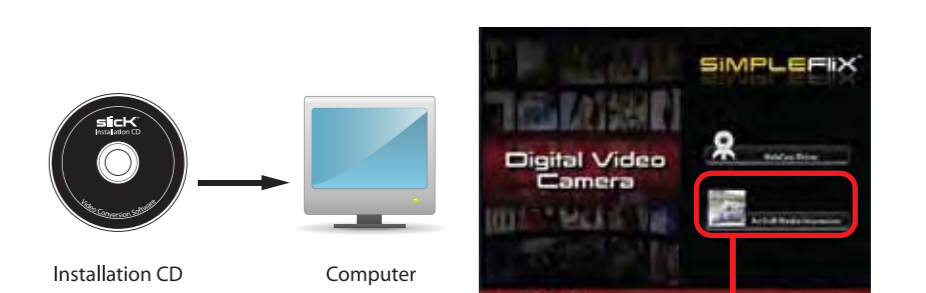 slick
Installation CD
Video Conversion Software
Installation CD
Computer
SiMPLEFliX
Digital Video
Camera
WebCam Driver
ArcSoft Media Impression